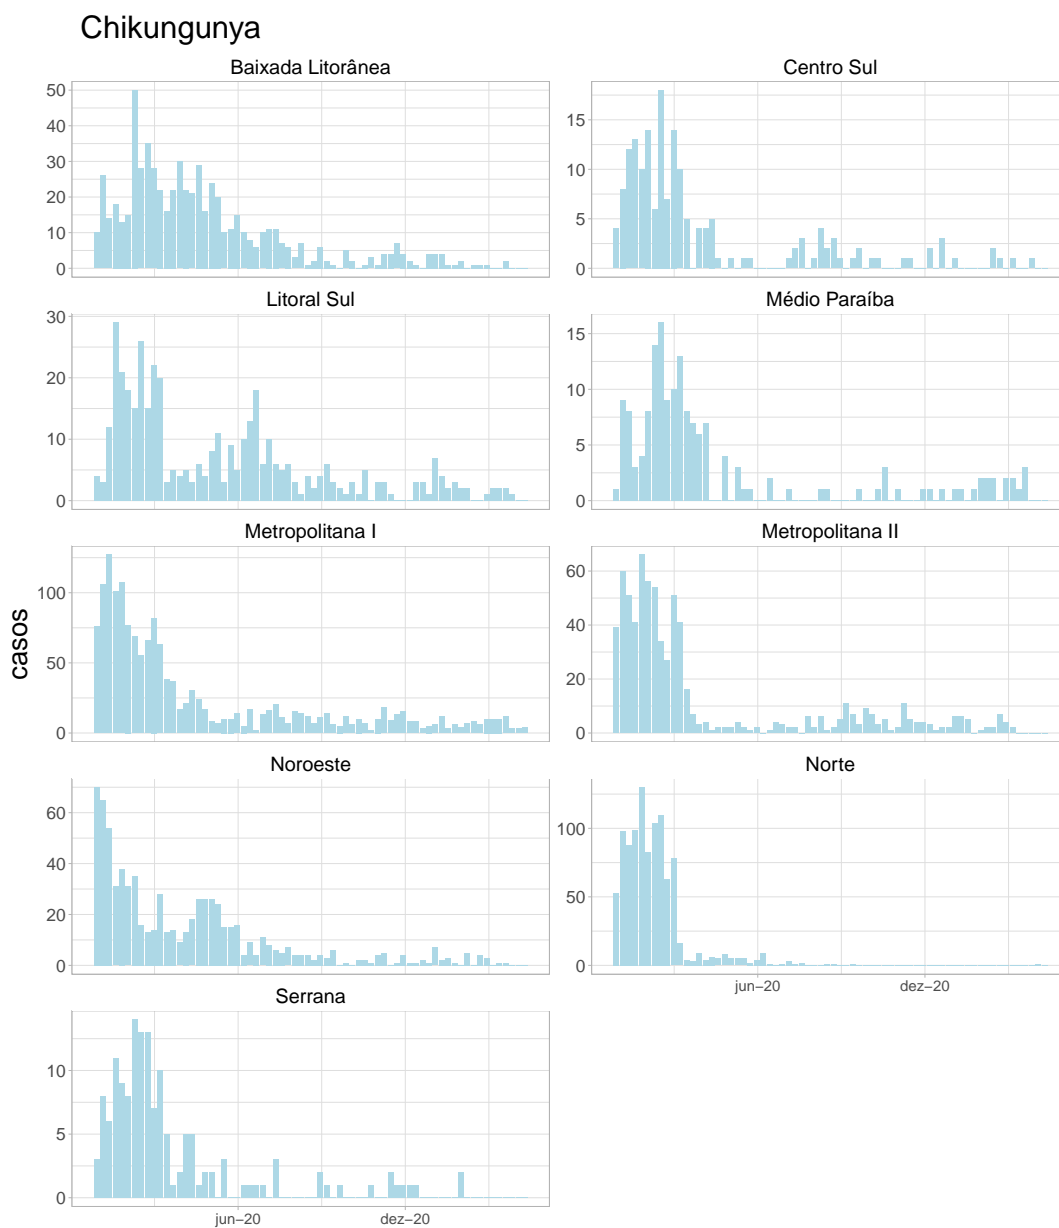 Chikungunya
Baixada Litorânea
Centro Sul
50
40
30
20
10
0
15
10
5
0
Litoral Sul
Médio Paraíba
30
20
10
0
15
10
5
0
Metropolitana I
Metropolitana II
100
50
0
60
40
20
0
casos
Noroeste
Norte
60
40
20
0
100
50
0
jun–20 dez–20
Serrana
10
5
0
jun–20 dez–20